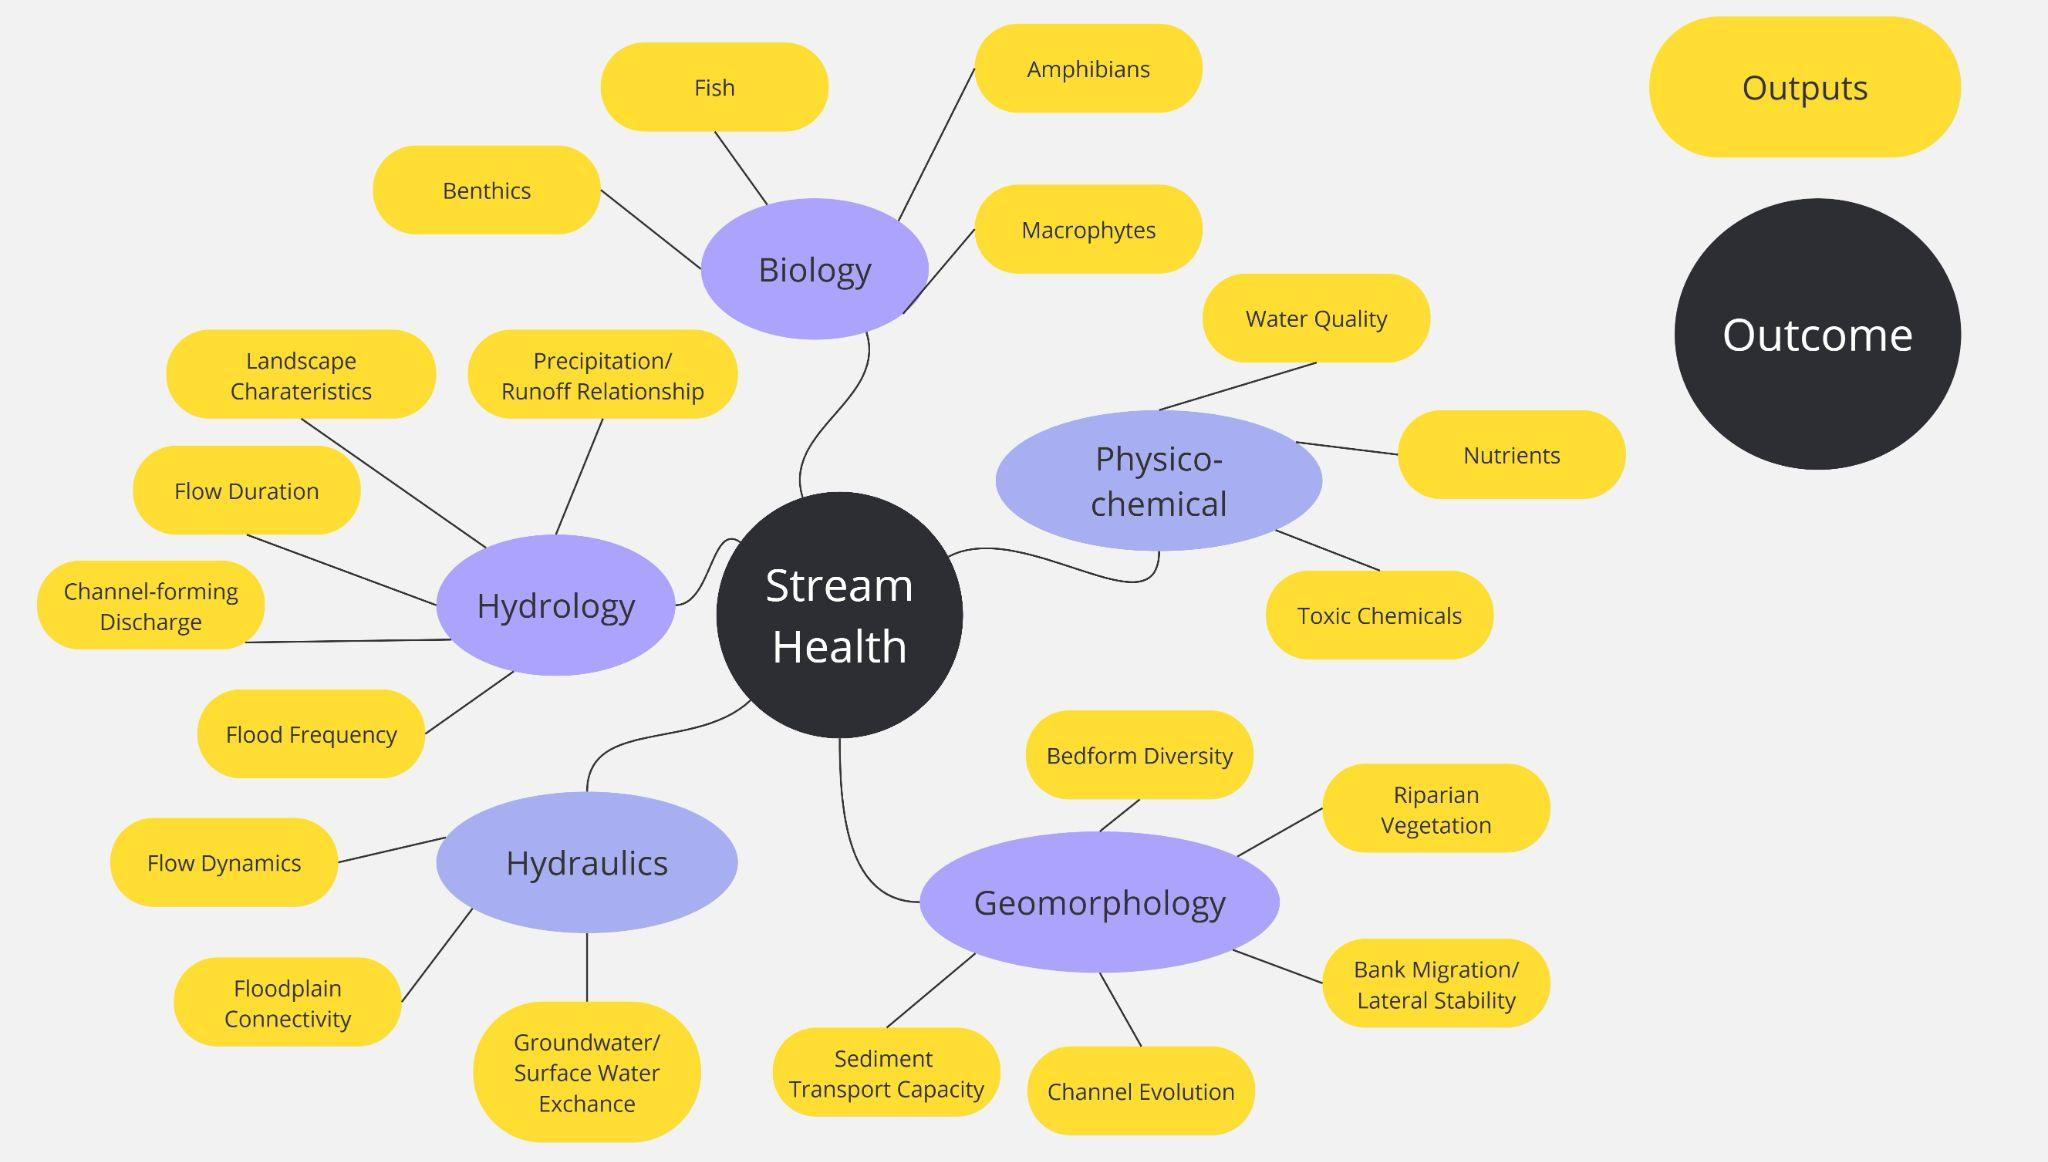 Fish
Amphibians
Outputs
Benthics
Macrophytes
Biology
Water Quality
Outcome
Landscape
Charateristics
Precipitation/
Runoff Relationship
Physico-
chemical
Nutrients
Flow Duration
Channel-forming
Discharge
Hydrology
Stream
Health
Toxic Chemicals
Flood Frequency
Bedform Diversity
Riparian
Vegetation
Flow Dynamics
Hydraulics
Geomorphology
Floodplain
Connectivity
Bank Migration/
Lateral Stability
Groundwater/
Surface Water
Exchance
Sediment
Transport Capacity
Channel Evolution